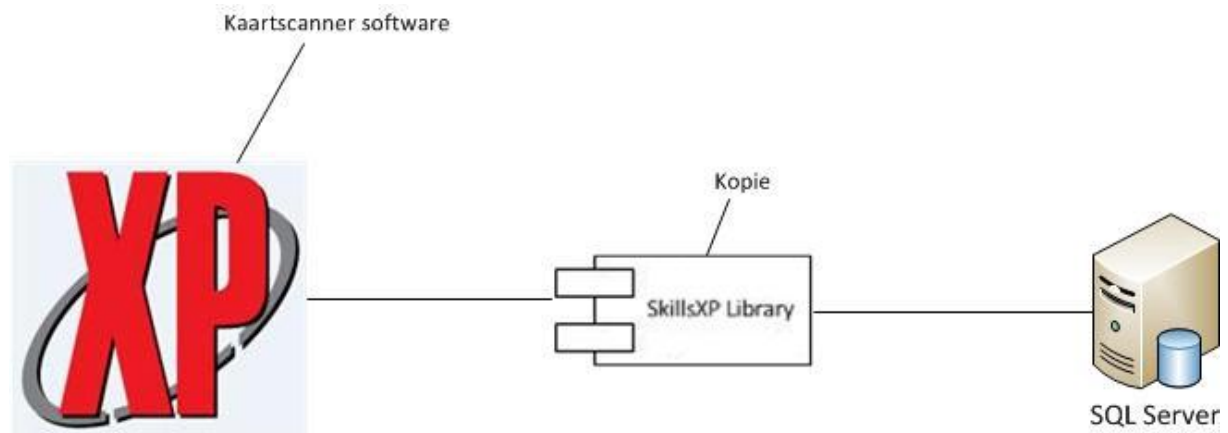 Kaartscanner software
XP
Kopie
SkillsXP Library
SQL Server